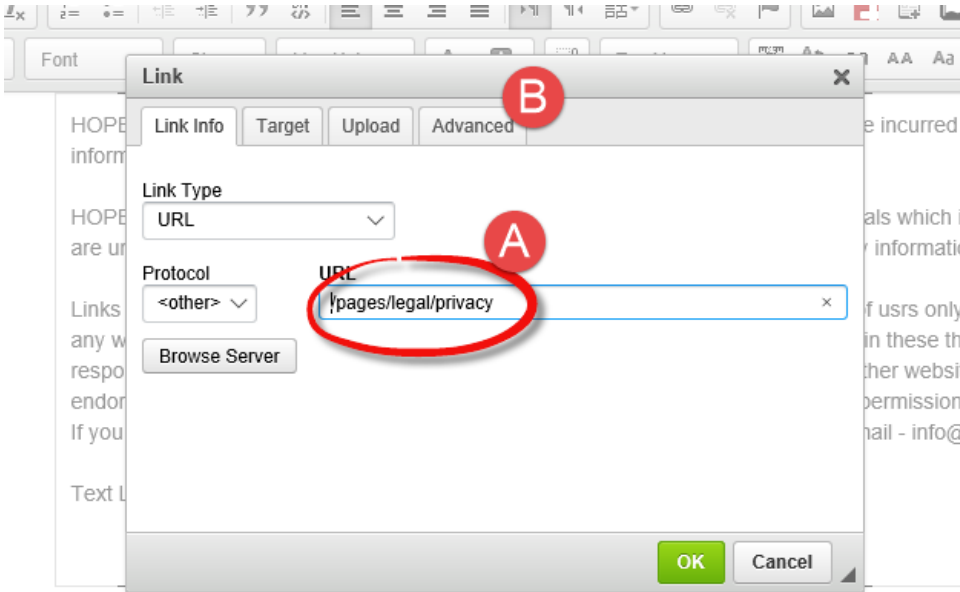 Font
AA Aa
Link
B
Link Info Target Upload Advanced
HOPE
e incurred
inform
Link Type
URL
HOPE
als which i
A
are ur
informatio
Protocol URL
<other> /pages/legal/privacy ×
Links
f usrs only
any w
in these th
Browse Server
respo
ther websi
endor
permission
If you
nail - info@
Text L
OK Cancel